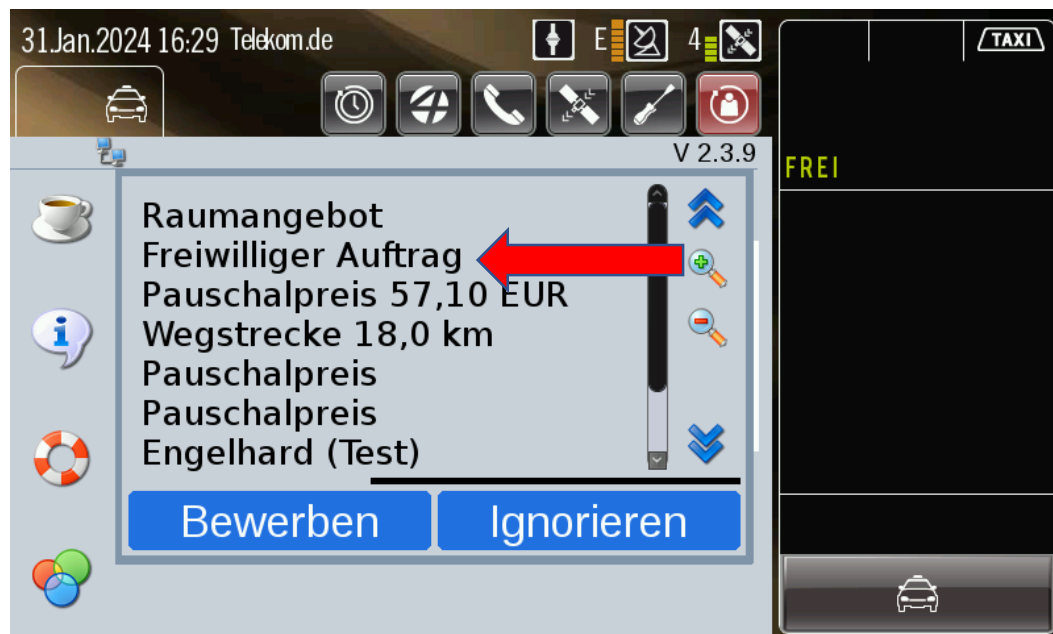 31.Jan.2024 16:29 Telekom.de E 4
TAXI
V 2.3.9
FREI
Raumangebot
Freiwilliger Auftrag
Pauschalpreis 57,10 EUR
Wegstrecke 18,0 km
Pauschalpreis
Pauschalpreis
Engelhard (Test)
Bewerben Ignorieren